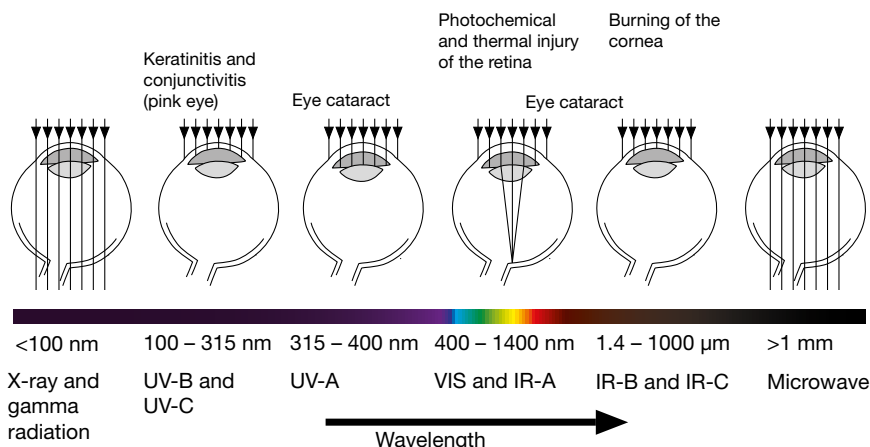 Photochemical
and thermal injury
of the retina
Burning of the
cornea
Keratinitis and
conjunctivitis
(pink eye)
Eye cataract
Eye cataract
<100 nm
100 – 315 nm
315 – 400 nm
400 – 1400 nm
1.4 – 1000 µm
>1 mm
X-ray and
gamma
radiation
UV-B and
UV-C
UV-A
VIS and IR-A
IR-B and IR-C
Microwave
Wavelength